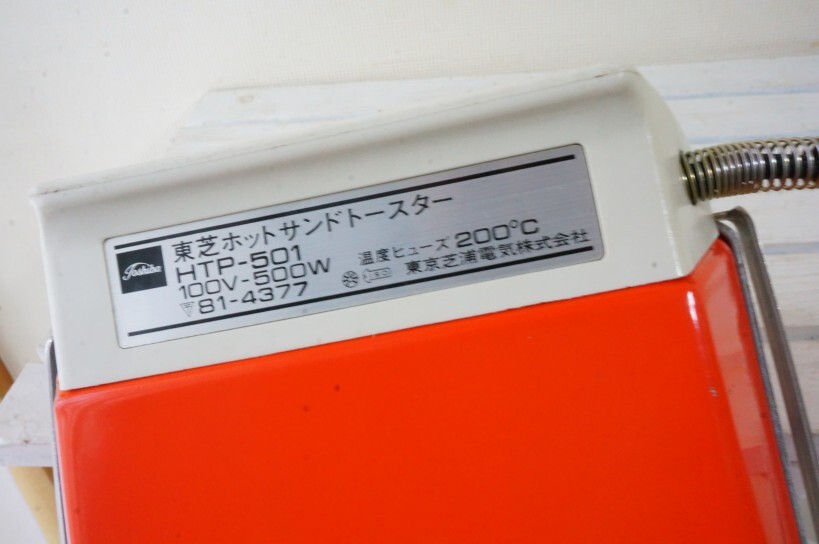 Toshiba
東芝ホットサンドトースター
HTP-501
100V-500W
温度ヒューズ 200°C
81-4377
東京芝浦電気株式会社